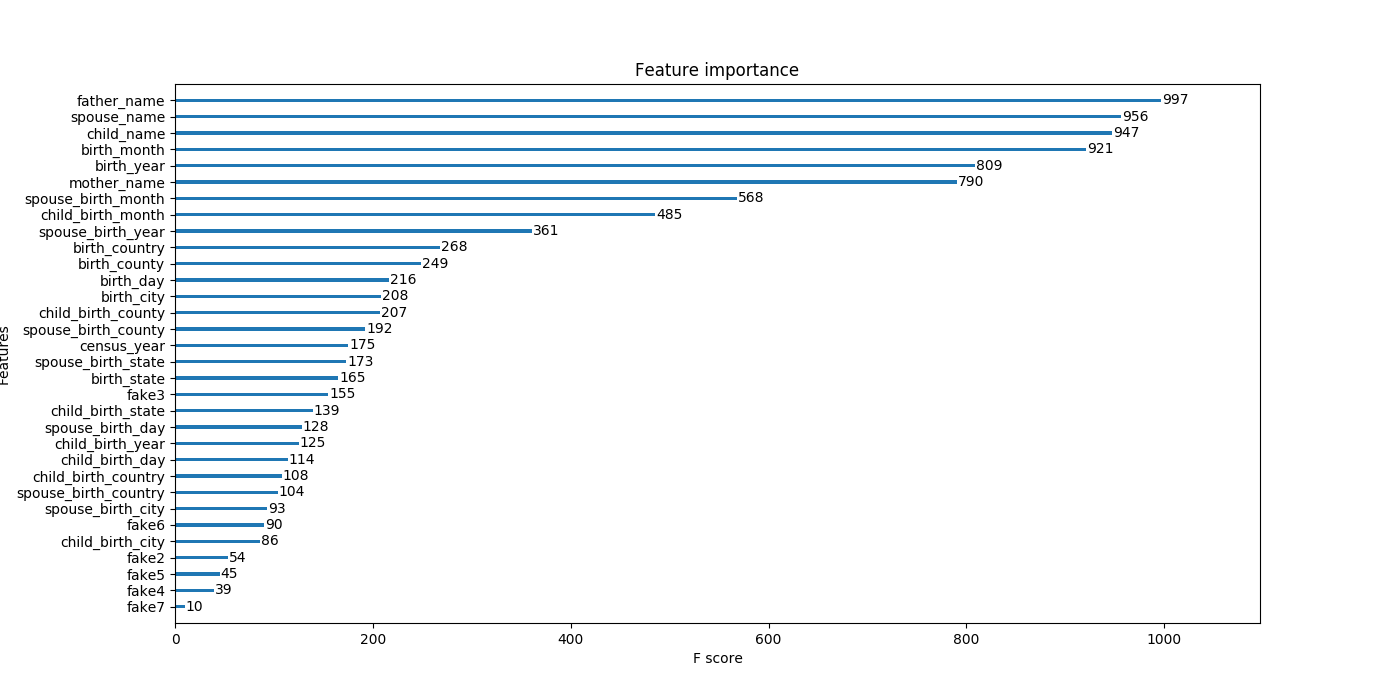 Feature importance
father_name 997
spouse_name 956
child_name 947
birth_month 921
birth_year 809
mother_name 790
spouse_birth_month 568
child_birth_month 485
spouse_birth_year 361
birth_country 268
birth_county 249
birth_day 216
birth_city 208
child_birth_county 207
spouse_birth_county 192
census_year 175
spouse_birth_state 173
birth_state 165
fake3 155
child_birth_state 139
spouse_birth_day 128
child_birth_year 125
child_birth_day 114
child_birth_country 108
spouse_birth_country 104
spouse_birth_city 93
fake6 90
child_birth_city 86
fake2 54
fake5 45
fake4 39
fake7 10
0 200 400 600 800 1000
F score
Features